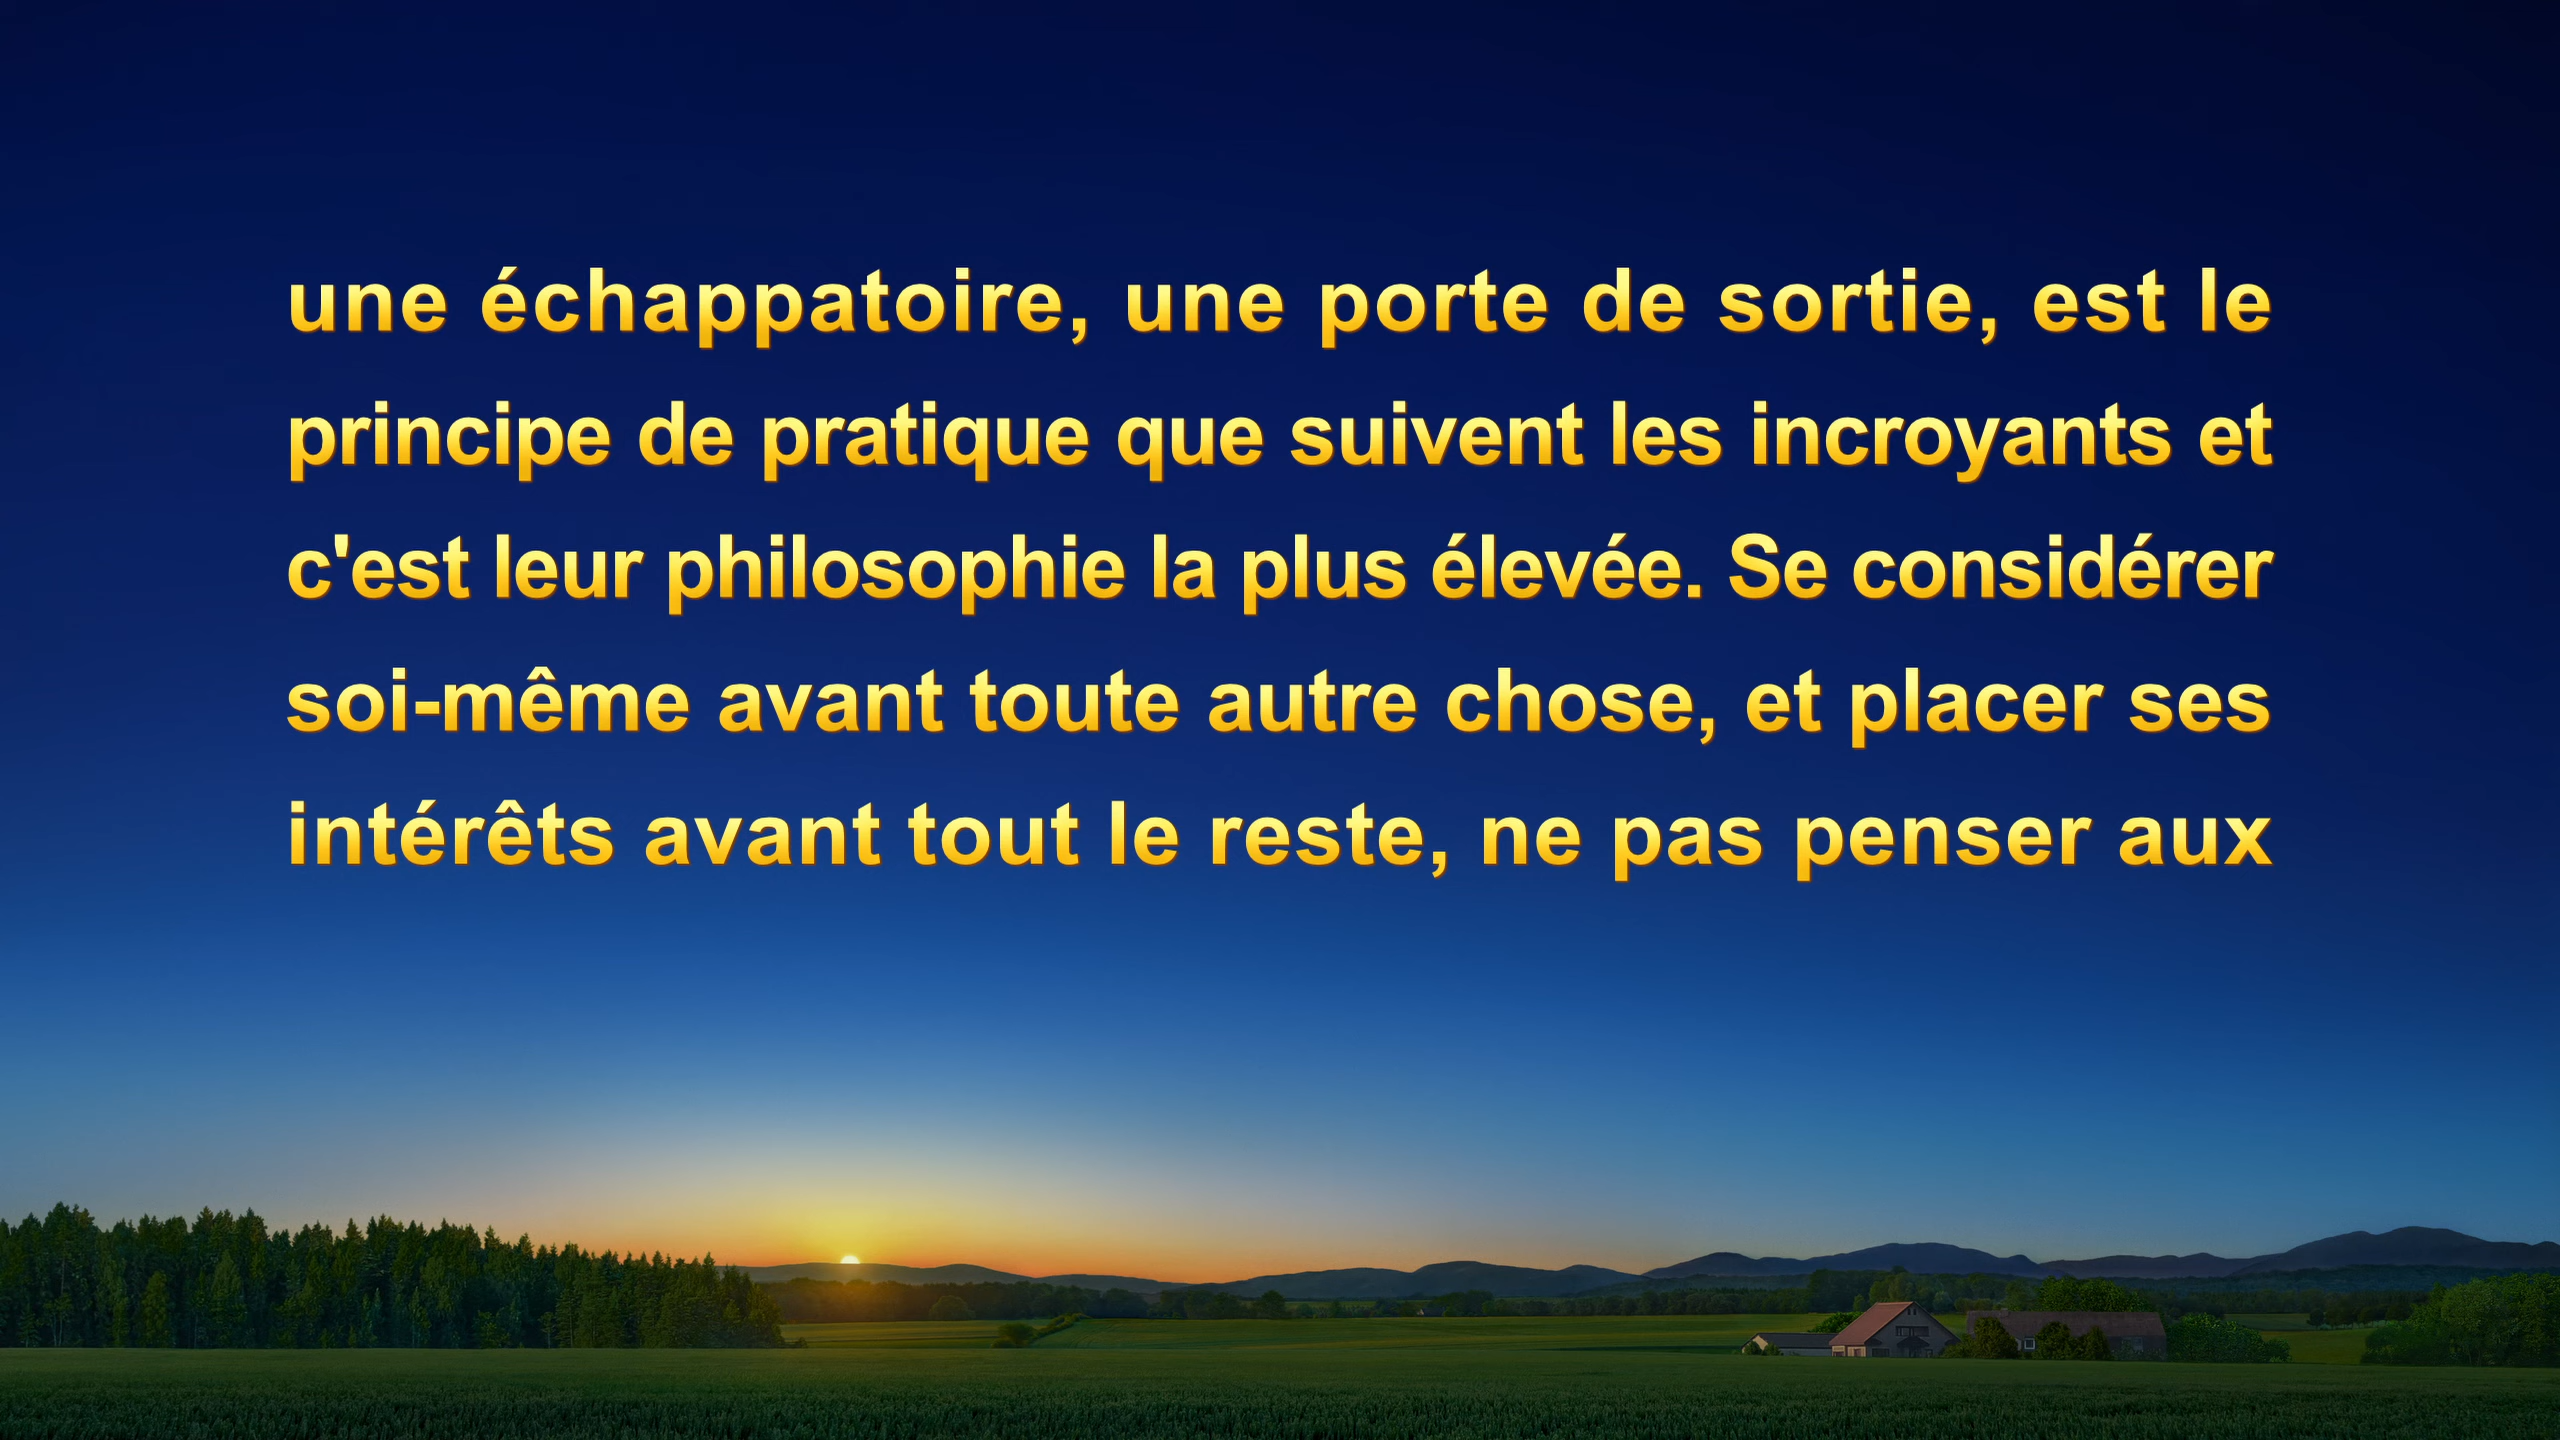 une échappatoire, une porte de sortie, est le
principe de pratique que suivent les incroyants et
c'est leur philosophie la plus élevée. Se considérer
soi-même avant toute autre chose, et placer ses
intérêts avant tout le reste, ne pas penser aux